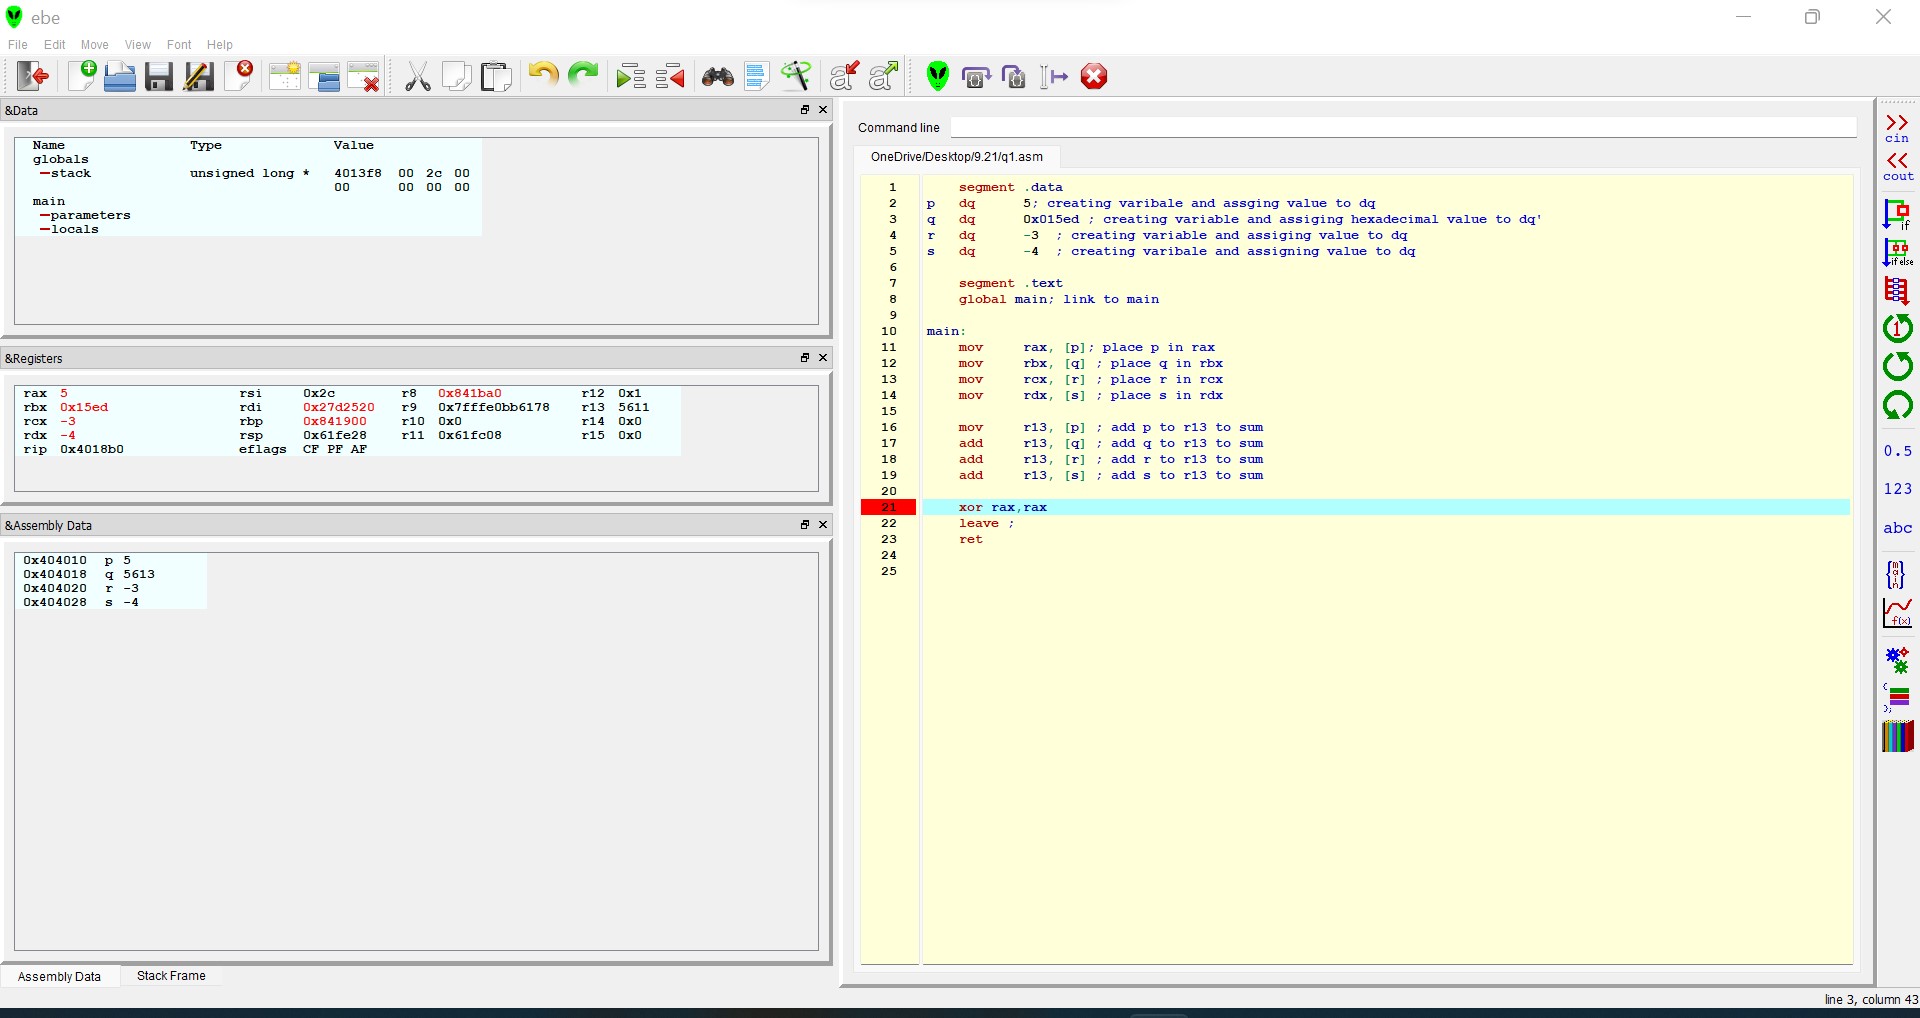 ebe
File Edit Move View Font Help
&Data
Name Type Value
globals
stack unsigned long * 4013f8 00 2c 00
00 00 00 00
main
parameters
locals
&Registers
rax 5 rsi 0x2c r8 0x841ba0 r12 0x1
rbx 0x15ed rdi 0x27d2520 r9 0x7fffe0bb6178 r13 5611
rcx -3 rbp 0x841900 r10 0x0 r14 0x0
rdx -4 rsp 0x61fe28 r11 0x61fc08 r15 0x0
rip 0x4018b0 eflags CF PF AF
&Assembly Data
0x404010 p 5
0x404018 q 5613
0x404020 r -3
0x404028 s -4
Assembly Data Stack Frame
Command line
OneDrive/Desktop/9.21/q1.asm
1 segment .data
2 p dq 5; creating varibale and assging value to dq
3 q dq 0x015ed ; creating variable and assiging hexadecimal value to dq'
4 r dq -3 ; creating variable and assiging value to dq
5 s dq -4 ; creating varibale and assigning value to dq
6
7 segment .text
8 global main; link to main
9
10 main:
11 mov rax, [p]; place p in rax
12 mov rbx, [q] ; place q in rbx
13 mov rcx, [r] ; place r in rcx
14 mov rdx, [s] ; place s in rdx
15
16 mov r13, [p] ; add p to r13 to sum
17 add r13, [q] ; add q to r13 to sum
18 add r13, [r] ; add r to r13 to sum
19 add r13, [s] ; add s to r13 to sum
20
21 xor rax,rax
22 leave ;
23 ret
24
25
cin
cout
if
if else
1
0.5
123
abc
main
f(x)
line 3, column 43